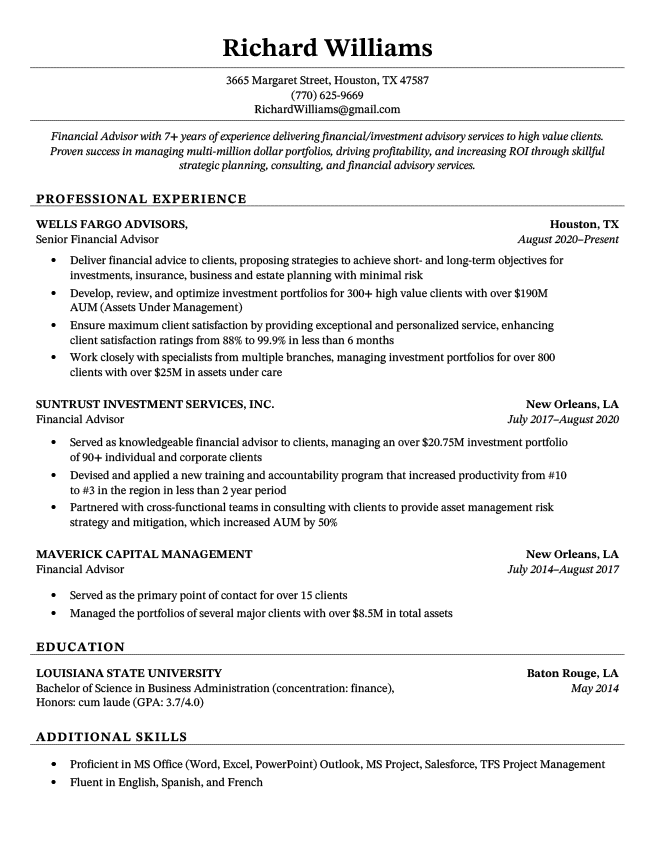 Richard Williams
3665 Margaret Street, Houston, TX 47587
(770) 625-9669
RichardWilliams@gmail.com
Financial Advisor with 7+ years of experience delivering financial/investment advisory services to high value clients.
Proven success in managing multi-million dollar portfolios, driving profitability, and increasing ROI through skillful
strategic planning, consulting, and financial advisory services.
PROFESSIONAL EXPERIENCE
WELLS FARGO ADVISORS, Houston, TX
Senior Financial Advisor August 2020–Present
• Deliver financial advice to clients, proposing strategies to achieve short- and long-term objectives for
investments, insurance, business and estate planning with minimal risk
• Develop, review, and optimize investment portfolios for 300+ high value clients with over $190M
AUM (Assets Under Management)
• Ensure maximum client satisfaction by providing exceptional and personalized service, enhancing
client satisfaction ratings from 88% to 99.9% in less than 6 months
• Work closely with specialists from multiple branches, managing investment portfolios for over 800
clients with over $25M in assets under care
SUNTRUST INVESTMENT SERVICES, INC. New Orleans, LA
Financial Advisor July 2017–August 2020
• Served as knowledgeable financial advisor to clients, managing an over $20.75M investment portfolio
of 90+ individual and corporate clients
• Devised and applied a new training and accountability program that increased productivity from #10
to #3 in the region in less than 2 year period
• Partnered with cross-functional teams in consulting with clients to provide asset management risk
strategy and mitigation, which increased AUM by 50%
MAVERICK CAPITAL MANAGEMENT New Orleans, LA
Financial Advisor July 2014–August 2017
• Served as the primary point of contact for over 15 clients
• Managed the portfolios of several major clients with over $8.5M in total assets
EDUCATION
LOUISIANA STATE UNIVERSITY Baton Rouge, LA
Bachelor of Science in Business Administration (concentration: finance), May 2014
Honors: cum laude (GPA: 3.7/4.0)
ADDITIONAL SKILLS
• Proficient in MS Office (Word, Excel, PowerPoint) Outlook, MS Project, Salesforce, TFS Project Management
• Fluent in English, Spanish, and French